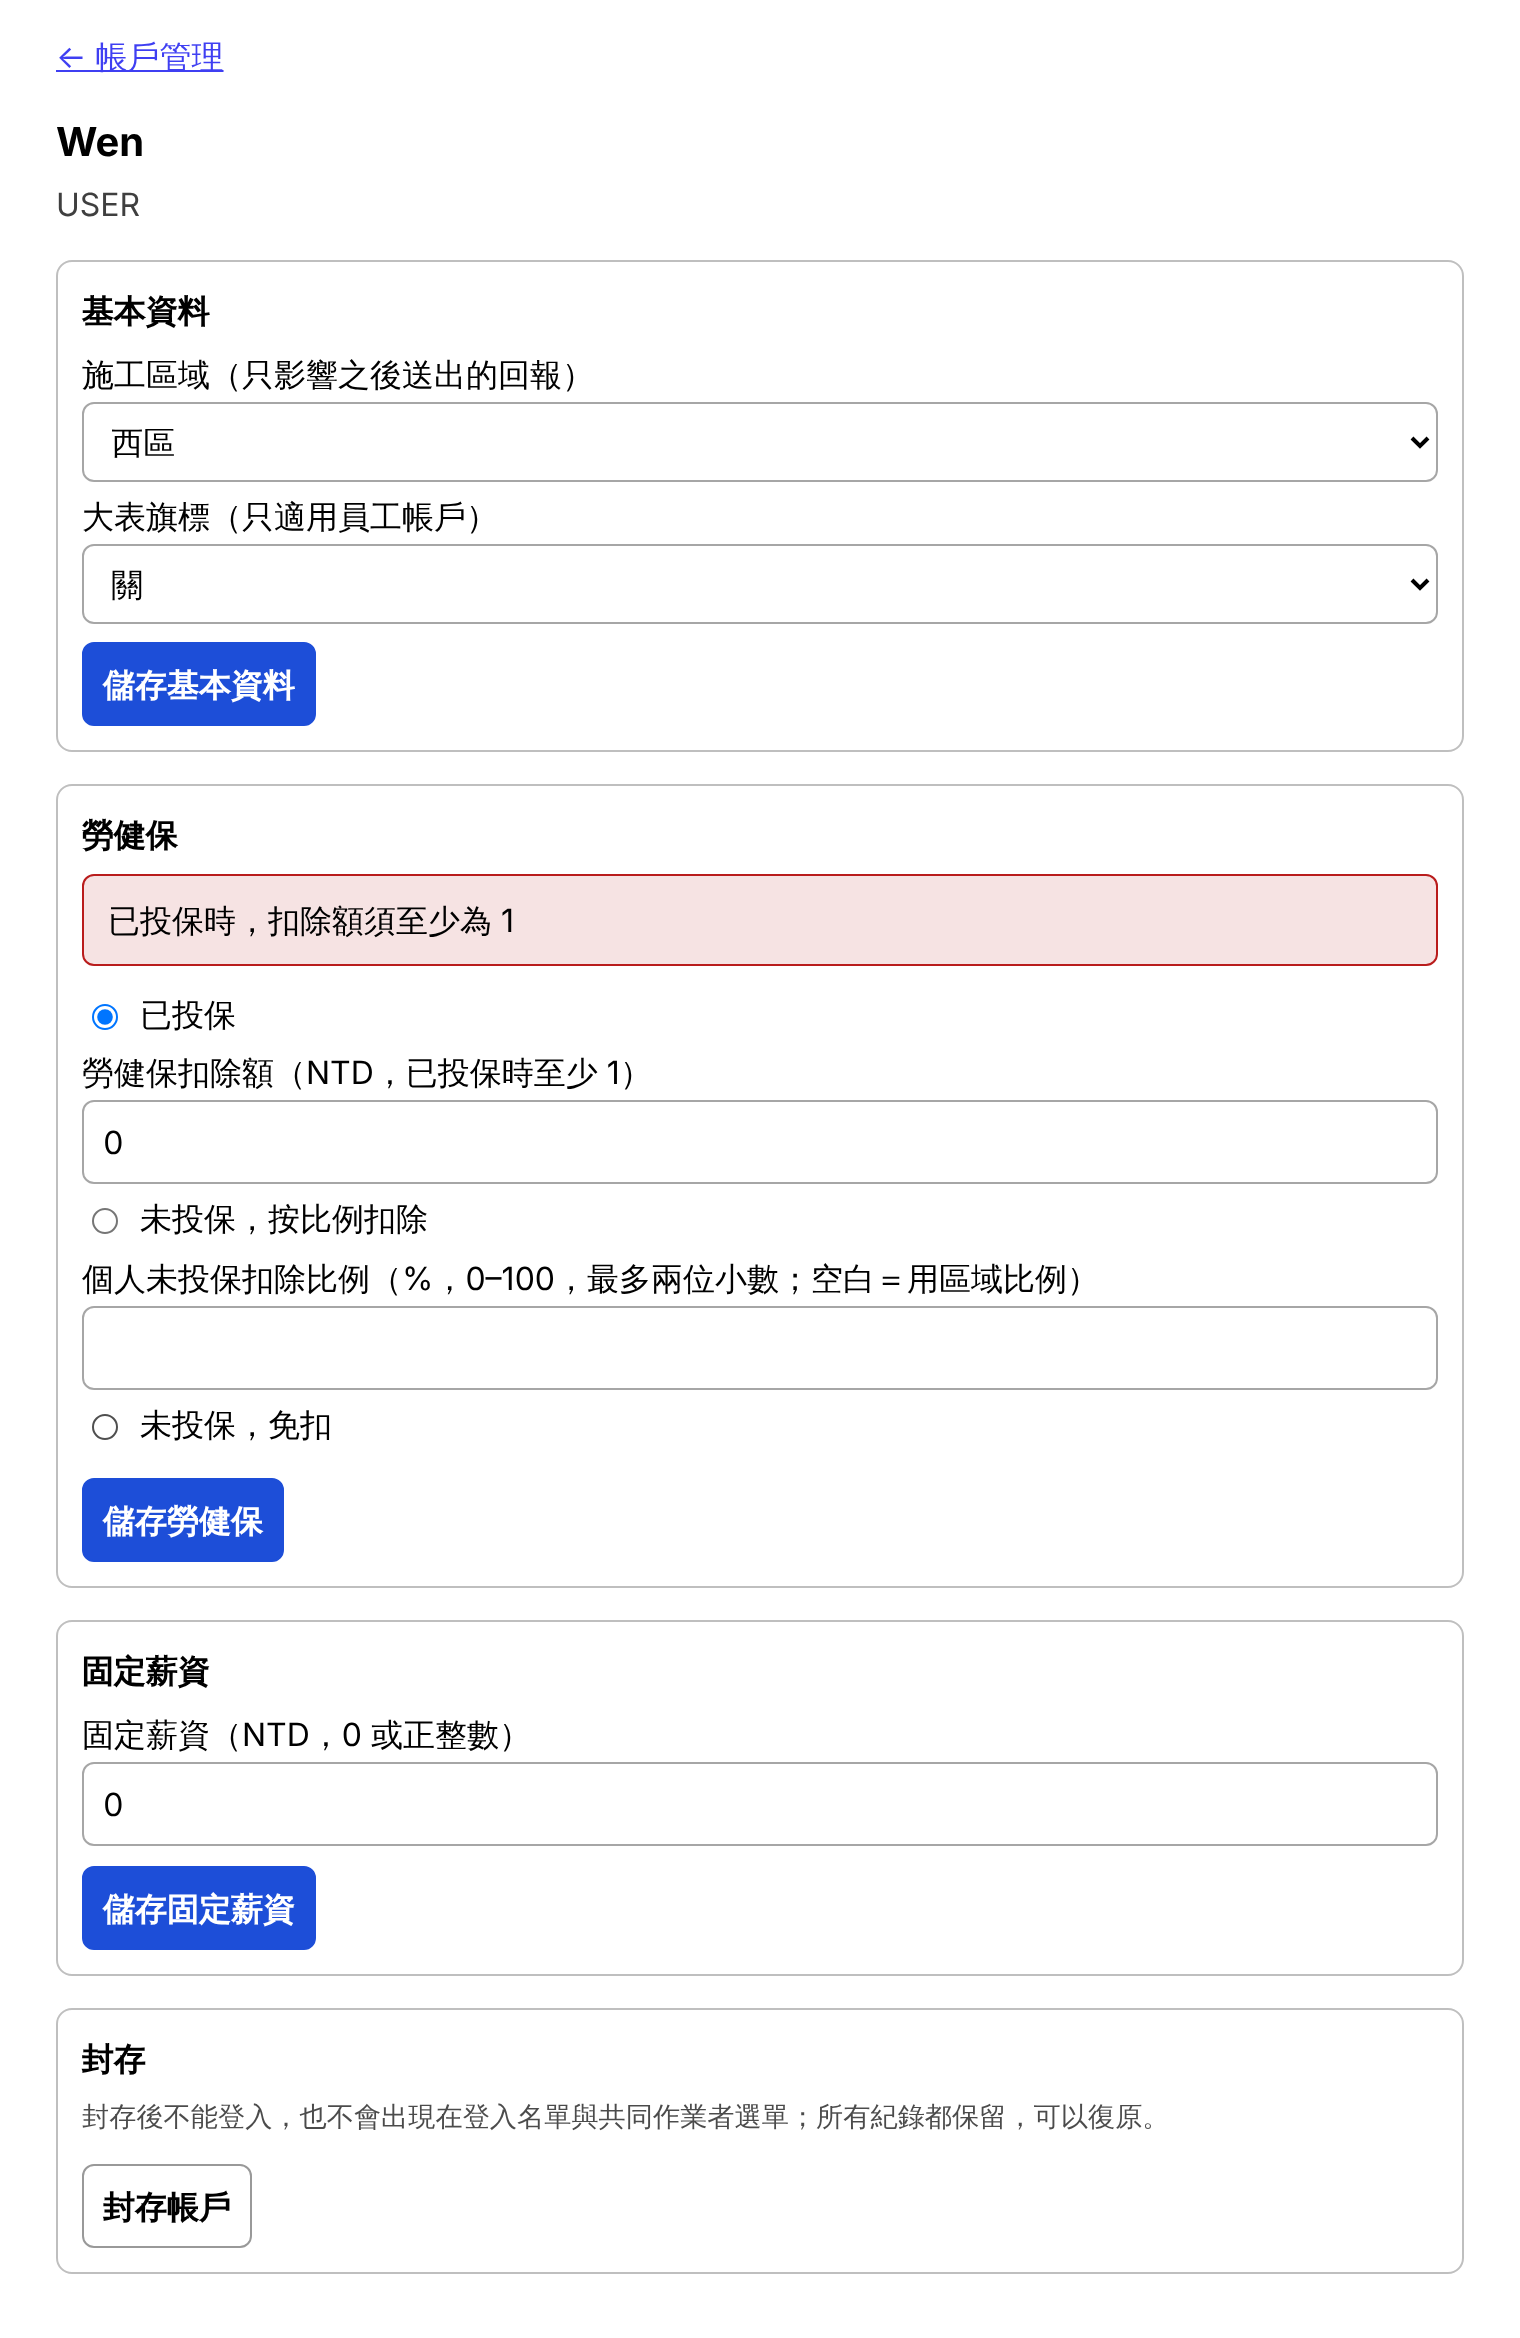 ← 帳戶管理
Wen
USER
基本資料
施工區域（只影響之後送出的回報）
西區
大表旗標（只適用員工帳戶）
關
儲存基本資料
勞健保
已投保時，扣除額須至少為 1
已投保
勞健保扣除額（NTD，已投保時至少 1）
0
未投保，按比例扣除
個人未投保扣除比例（%，0–100，最多兩位小數；空白＝用區域比例）
未投保，免扣
儲存勞健保
固定薪資
固定薪資（NTD，0 或正整數）
0
儲存固定薪資
封存
封存後不能登入，也不會出現在登入名單與共同作業者選單；所有紀錄都保留，可以復原。
封存帳戶